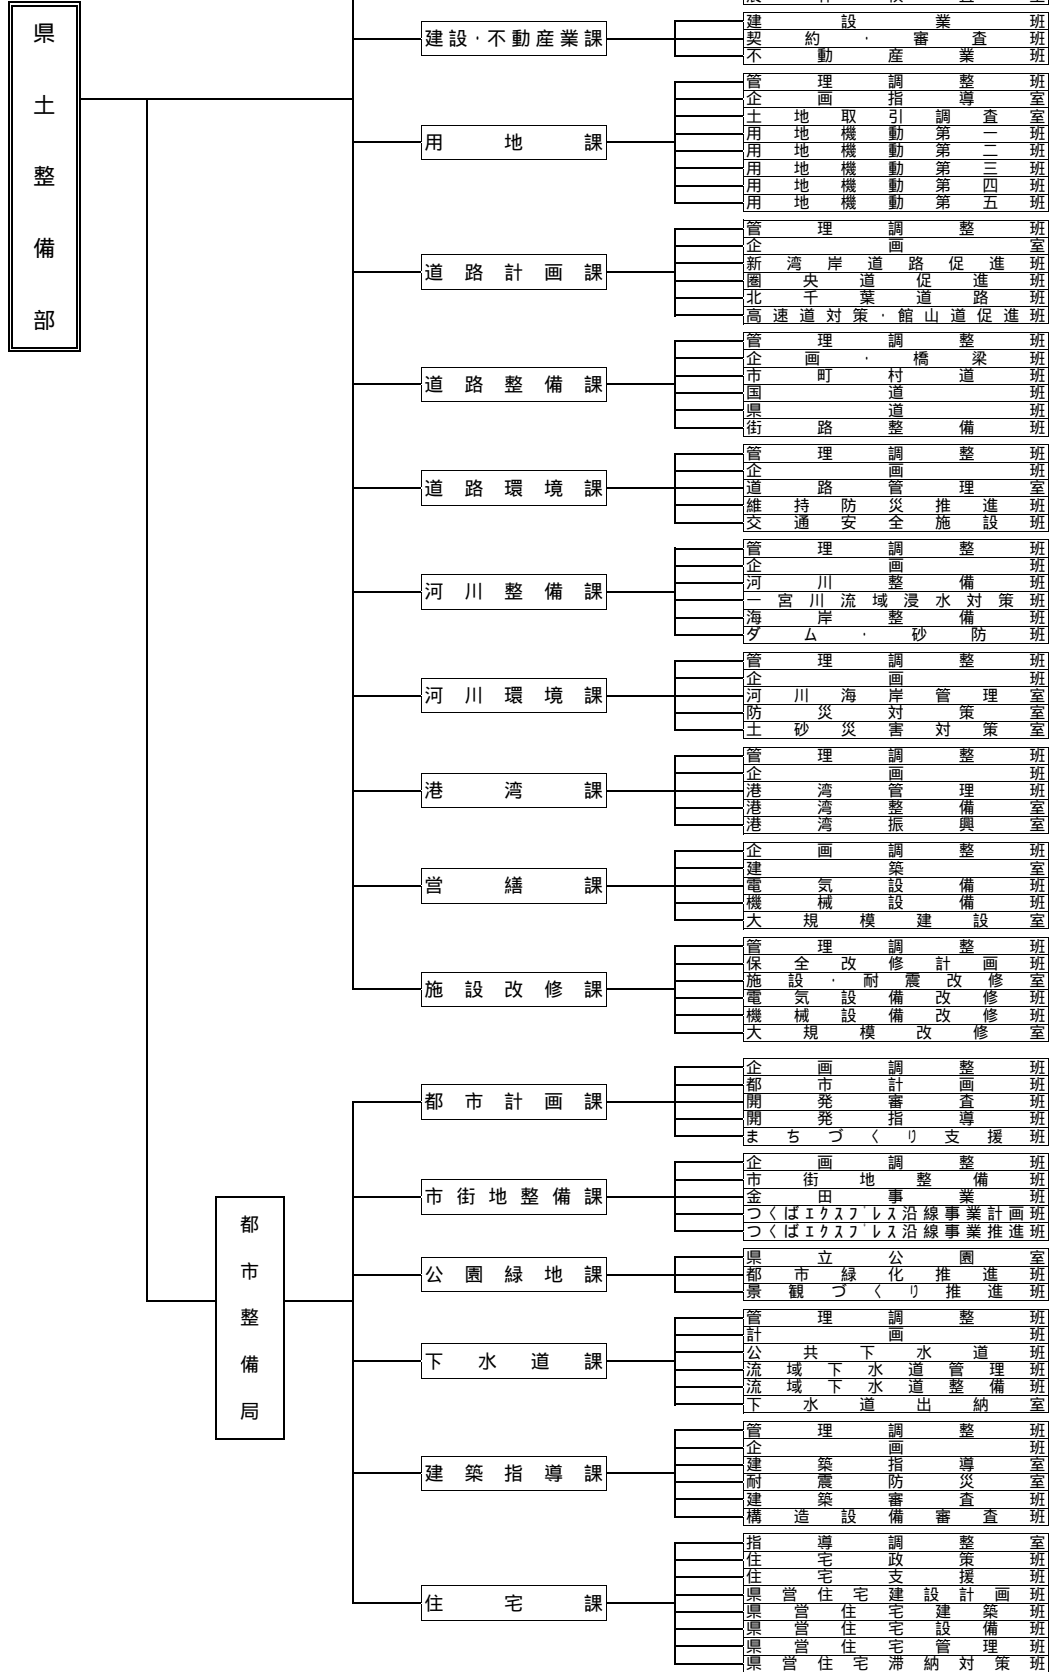 県土整備部
建設・不動産業課
建設業班
契約・審査班
不動産業班
用地課
管理調整班
企画指導室
土地取引調査室
用地機動第一班
用地機動第二班
用地機動第三班
用地機動第四班
用地機動第五班
道路計画課
管理調整班
企画室
新湾岸道路促進班
圏央道促進班
北千葉道路班
高速道対策・館山道促進班
道路整備課
管理調整班
企画・橋梁班
市町村道班
国道班
県道班
街路整備班
道路環境課
管理調整班
企画班
道路管理室
維持防災推進班
交通安全施設班
河川整備課
管理調整班
企画班
河川整備班
一宮川流域浸水対策班
海岸整備班
ダム・砂防班
河川環境課
管理調整班
企画班
河川海岸管理室
防災対策室
土砂災害対策室
港湾課
管理調整班
企画班
港湾管理班
港湾整備室
港湾振興室
営繕課
企画調整班
建築室
電気設備班
機械設備班
大規模建設室
施設改修課
管理調整班
保全改修計画班
施設・耐震改修室
電気設備改修班
機械設備改修班
大規模改修室
都市整備局
都市計画課
企画調整班
都市計画班
開発審査班
開発指導班
まちづくり支援班
市街地整備課
企画調整班
市街地整備班
金田事業班
つくばエクスプレス沿線事業計画班
つくばエクスプレス沿線事業推進班
公園緑地課
県立公園室
都市緑化推進班
景観づくり推進班
下水道課
管理調整班
計画班
公共下水道班
流域下水道管理班
流域下水道整備班
下水道出納室
建築指導課
管理調整班
企画班
建築指導室
耐震防災室
建築審査班
構造設備審査班
住宅課
指導調整室
住宅政策班
住宅支援班
県営住宅建設計画班
県営住宅建築班
県営住宅設備班
県営住宅管理班
県営住宅滞納対策班